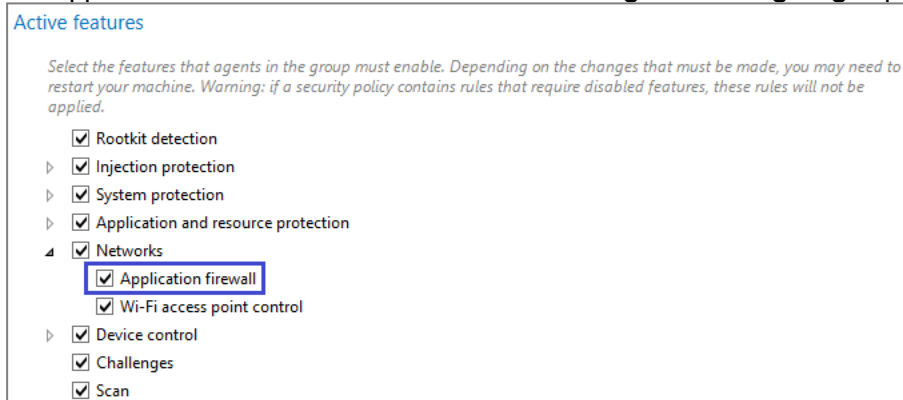 Active features
Select the features that agents in the group must enable. Depending on the changes that must be made, you may need to
restart your machine. Warning: if a security policy contains rules that require disabled features, these rules will not be
applied.
Rootkit detection
Injection protection
System protection
Application and resource protection
Networks
Application firewall
Wi-Fi access point control
Device control
Challenges
Scan